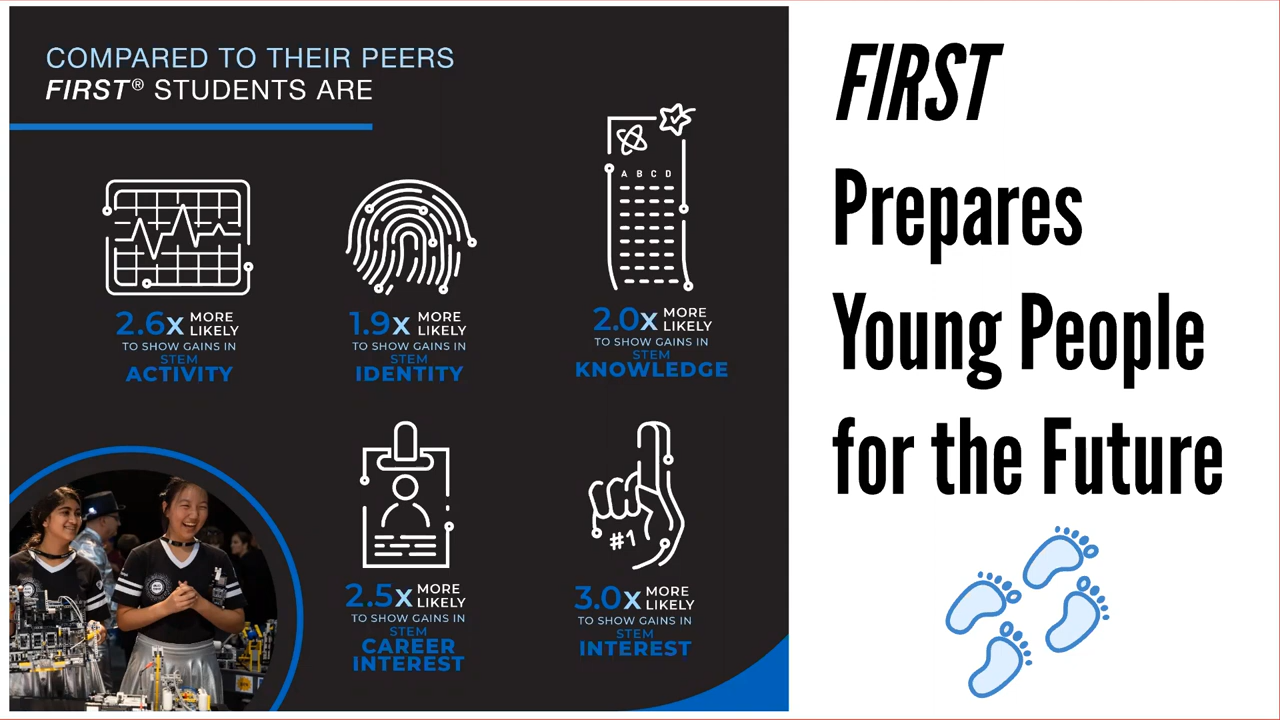 COMPARED TO THEIR PEERS
FIRST® STUDENTS ARE
A B C D
2.6x MORE LIKELY
TO SHOW GAINS IN
STEM
ACTIVITY
1.9x MORE LIKELY
TO SHOW GAINS IN
STEM
IDENTITY
2.0x MORE LIKELY
TO SHOW GAINS IN
STEM
KNOWLEDGE
#1
2.5x MORE LIKELY
TO SHOW GAINS IN
STEM
CAREER
INTEREST
3.0x MORE LIKELY
TO SHOW GAINS IN
STEM
INTEREST
FIRST
Prepares
Young People
for the Future